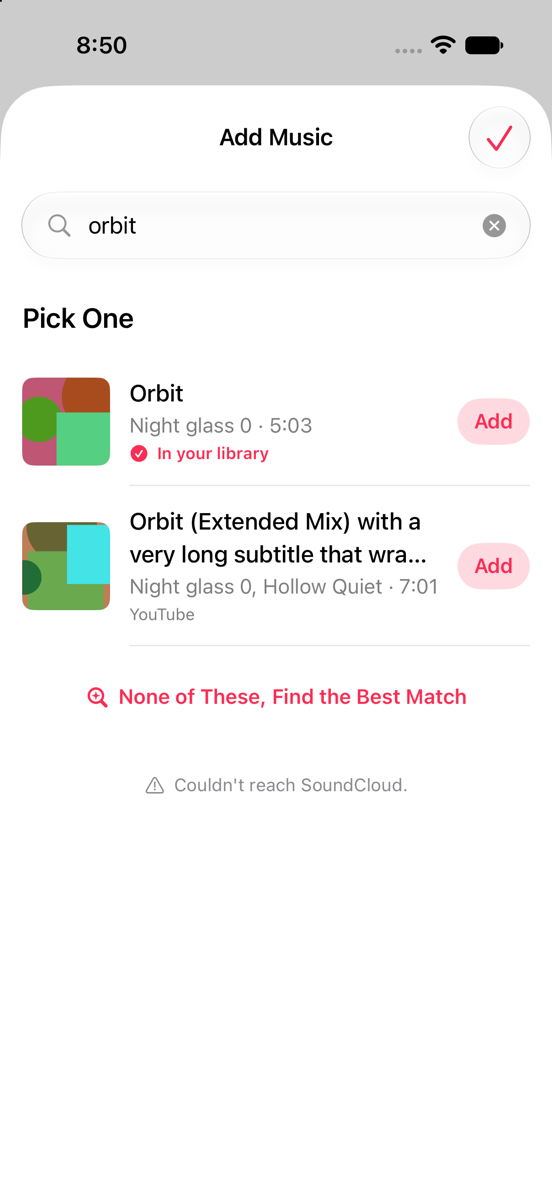 8:50
Add Music
orbit
Pick One
Orbit
Night glass 0 · 5:03
In your library
Add
Orbit (Extended Mix) with a
very long subtitle that wra...
Night glass 0, Hollow Quiet · 7:01
YouTube
Add
None of These, Find the Best Match
Couldn't reach SoundCloud.